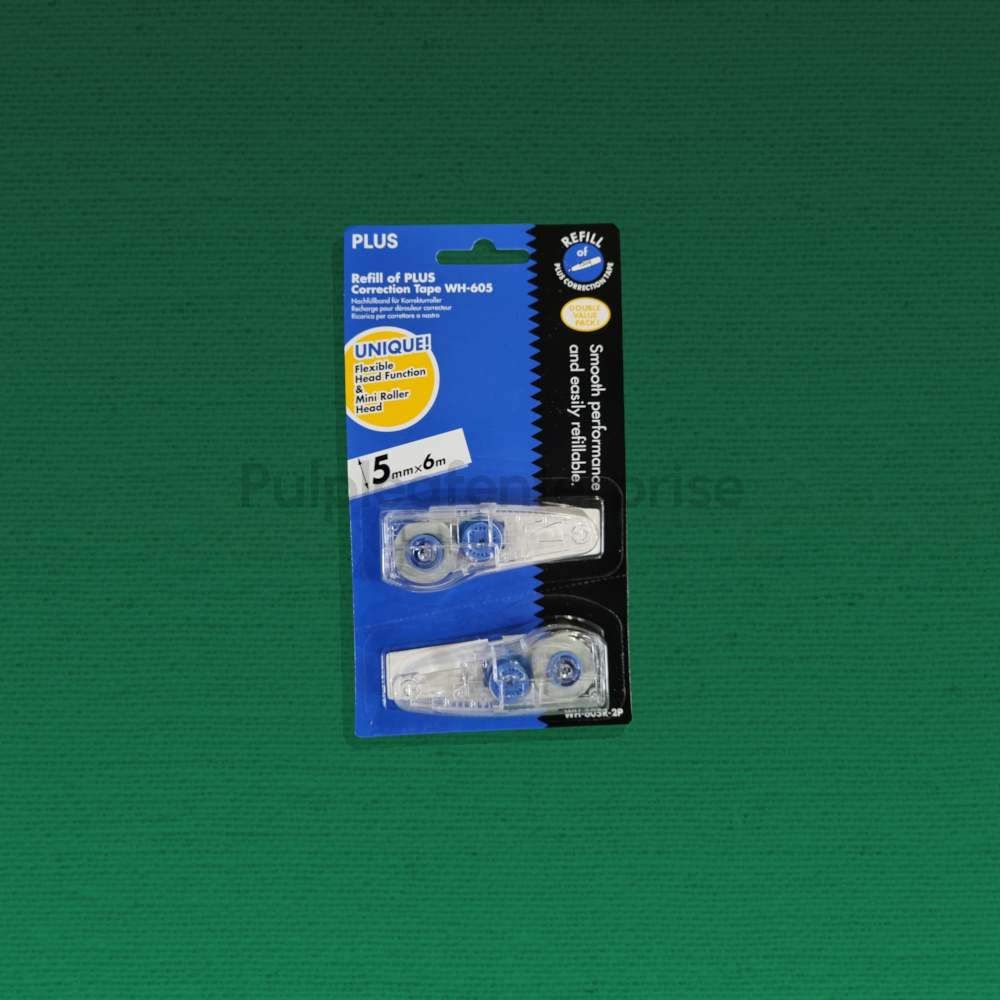 PLUS
Refill of PLUS
Correction Tape WH-605
Nachfüllband für Korrekturroller
Recharge pour dérouleur correcteur
Ricarica per correttore a nastro
UNIQUE!
Flexible
Head Function
&
Mini Roller
Head
5mm×6m
REFILL
of
PLUS CORRECTION TAPE
DOUBLE
VALUE
PACK!
Smooth performance
and easily refillable.
WH-605R-2P